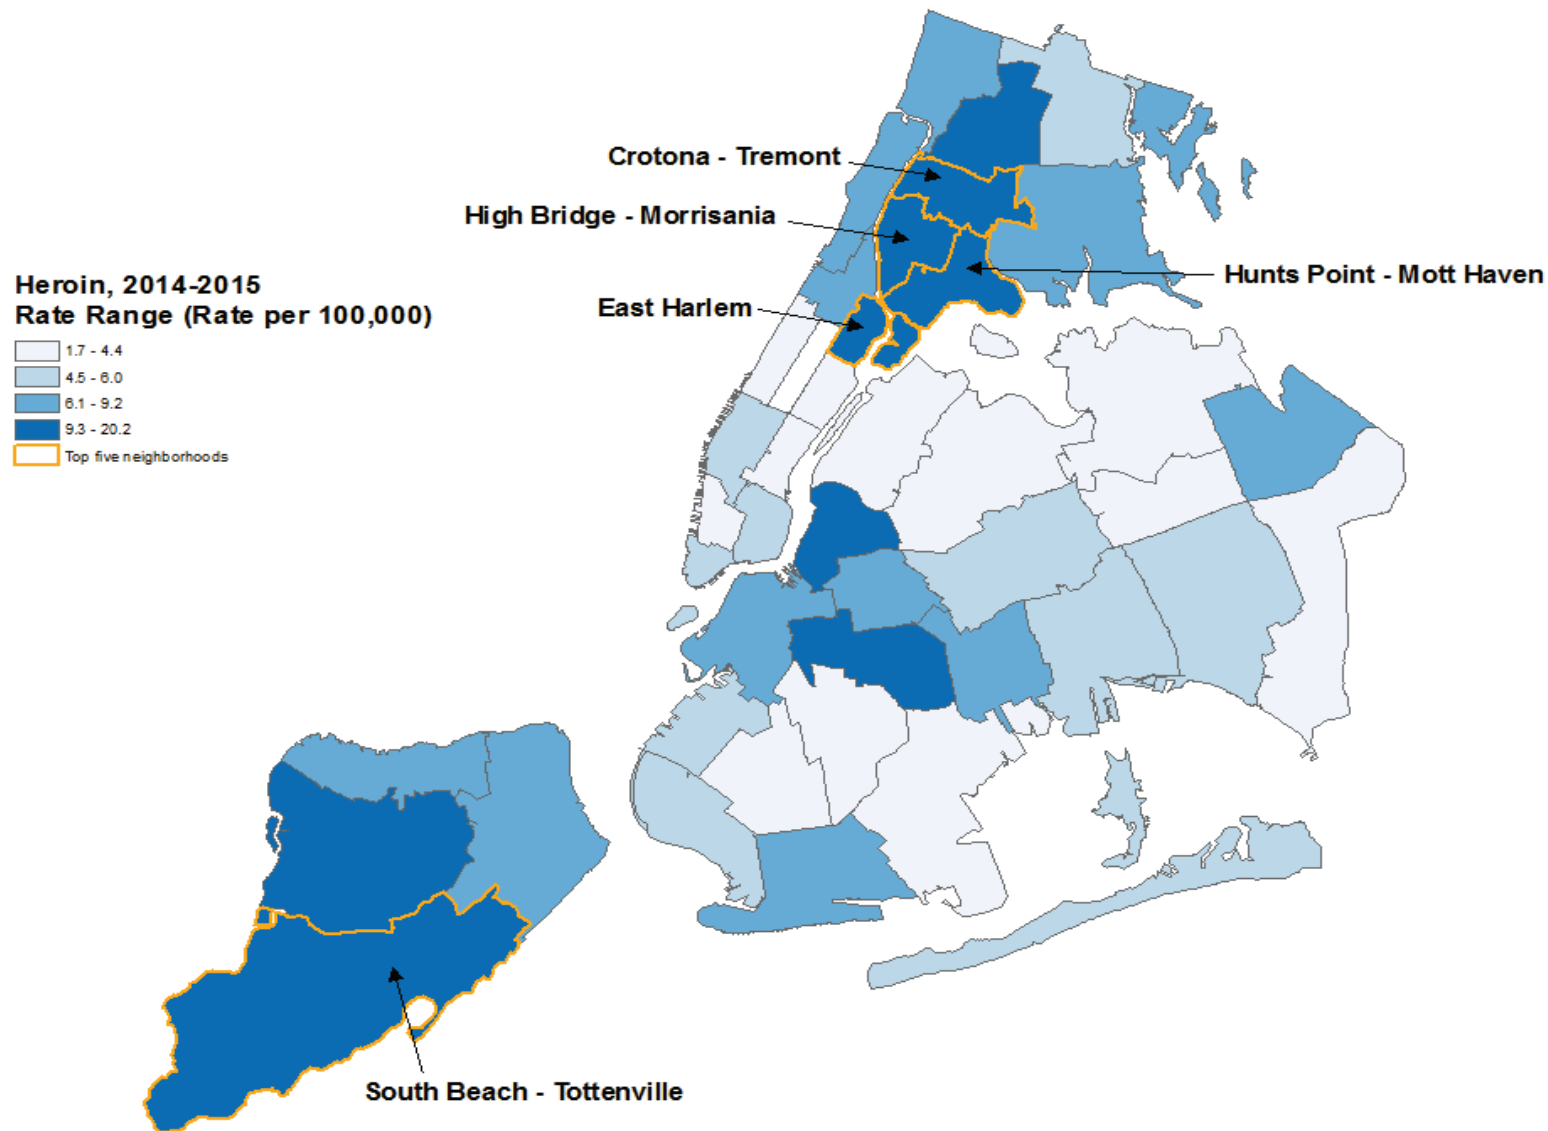 Crotona - Tremont
High Bridge - Morrisania
Hunts Point - Mott Haven
East Harlem
Heroin, 2014-2015
Rate Range (Rate per 100,000)
1.7 - 4.4
4.5 - 6.0
6.1 - 9.2
9.3 - 20.2
Top five neighborhoods
South Beach - Tottenville